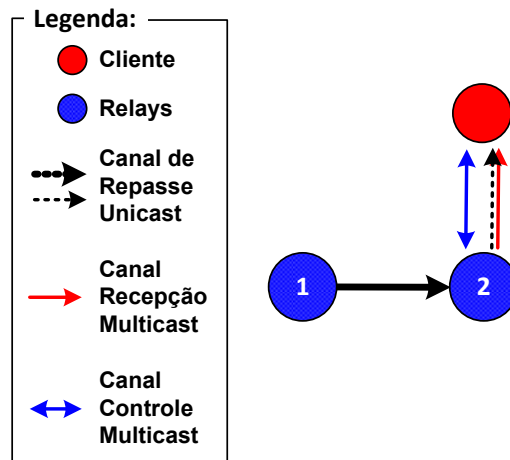 Legenda:
Cliente
Relays
Canal de
Repasse
Unicast
Canal
Recepção
Multicast
Canal
Controle
Multicast
1
2